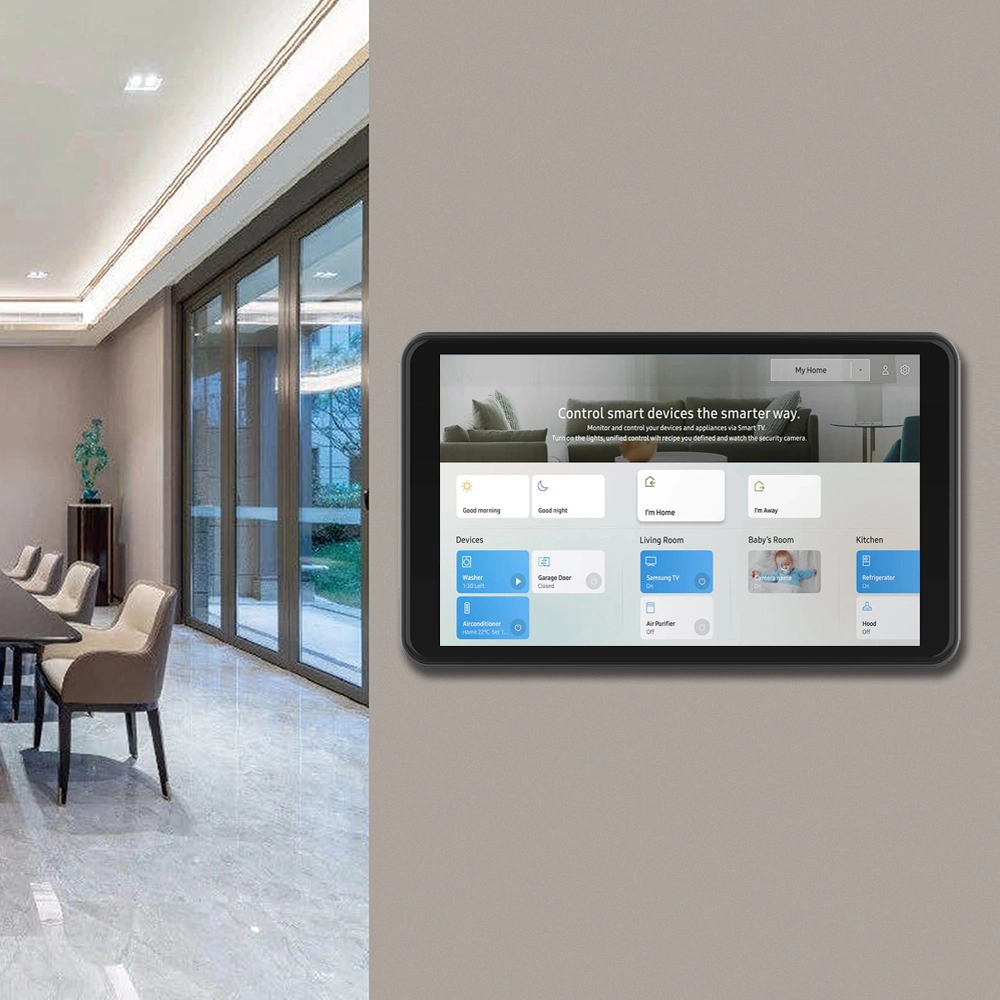 My Home
Control smart devices the smarter way.
Monitor and control your devices and appliances via Smart TV.
Turn on the lights, unified control wih recipe you defined and watch the security camera.
Good morning
Good night
I'm Home
I'm Away
Devices
Living Room
Baby's Room
Kitchen
Washer
1:30 Left
Garage Door
Closed
Samsung TV
On
Camera name
Refrigerator
On
Airconditioner
Home 22°C Set 1...
Air Purifier
Off
Hood
Off